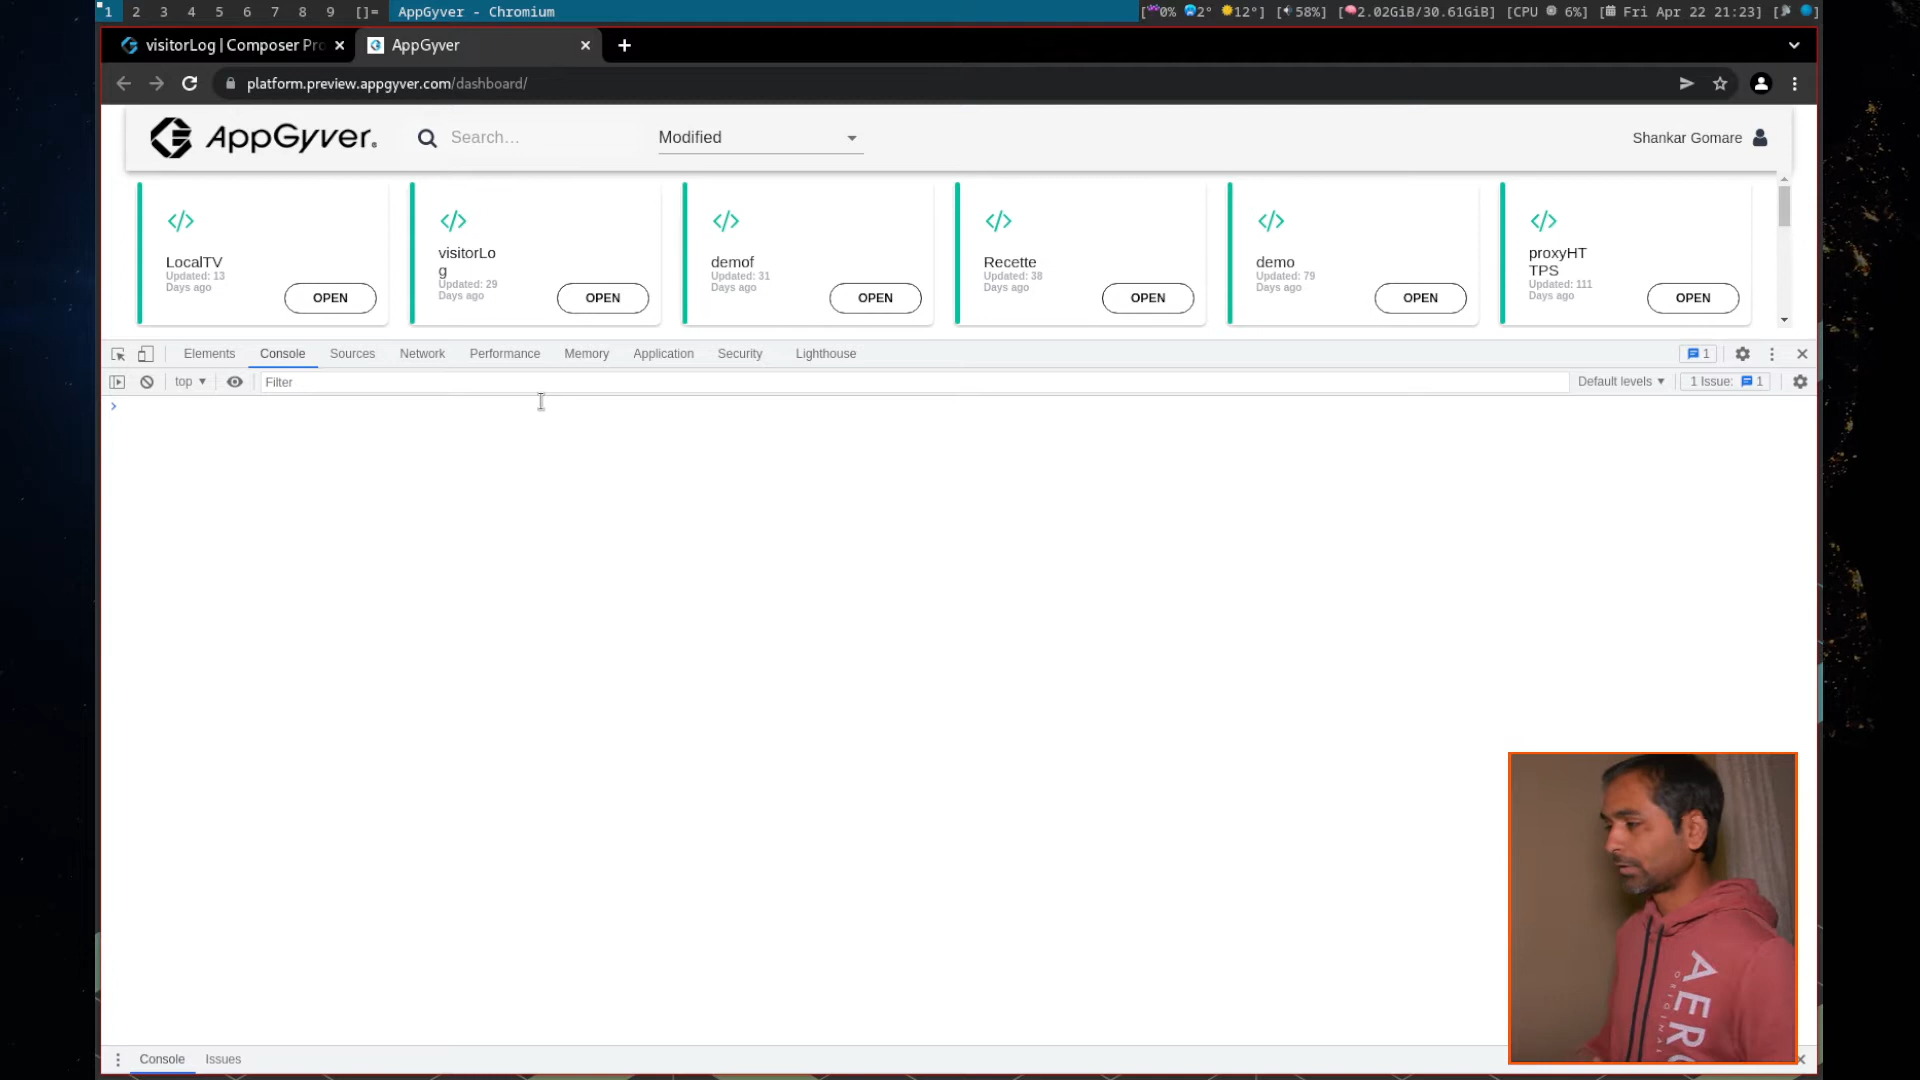 1 2 3 4 5 6 7 8 9 []= AppGyver - Chromium [0% 2° 12°] [58%] [2.02GiB/30.61GiB] [CPU 6%] [Fri Apr 22 21:23]
visitorLog | Composer Pro
AppGyver
platform.preview.appgyver.com/dashboard/
AppGyver.
Search...
Modified
Shankar Gomare
LocalTV
Updated: 13
Days ago
OPEN
visitorLo
g
Updated: 29
Days ago
OPEN
demof
Updated: 31
Days ago
OPEN
Recette
Updated: 38
Days ago
OPEN
demo
Updated: 79
Days ago
OPEN
proxyHT
TPS
Updated: 111
Days ago
OPEN
Elements Console Sources Network Performance Memory Application Security Lighthouse 1
top Filter Default levels 1 Issue: 1
AERO
ORIGINAL
Console Issues